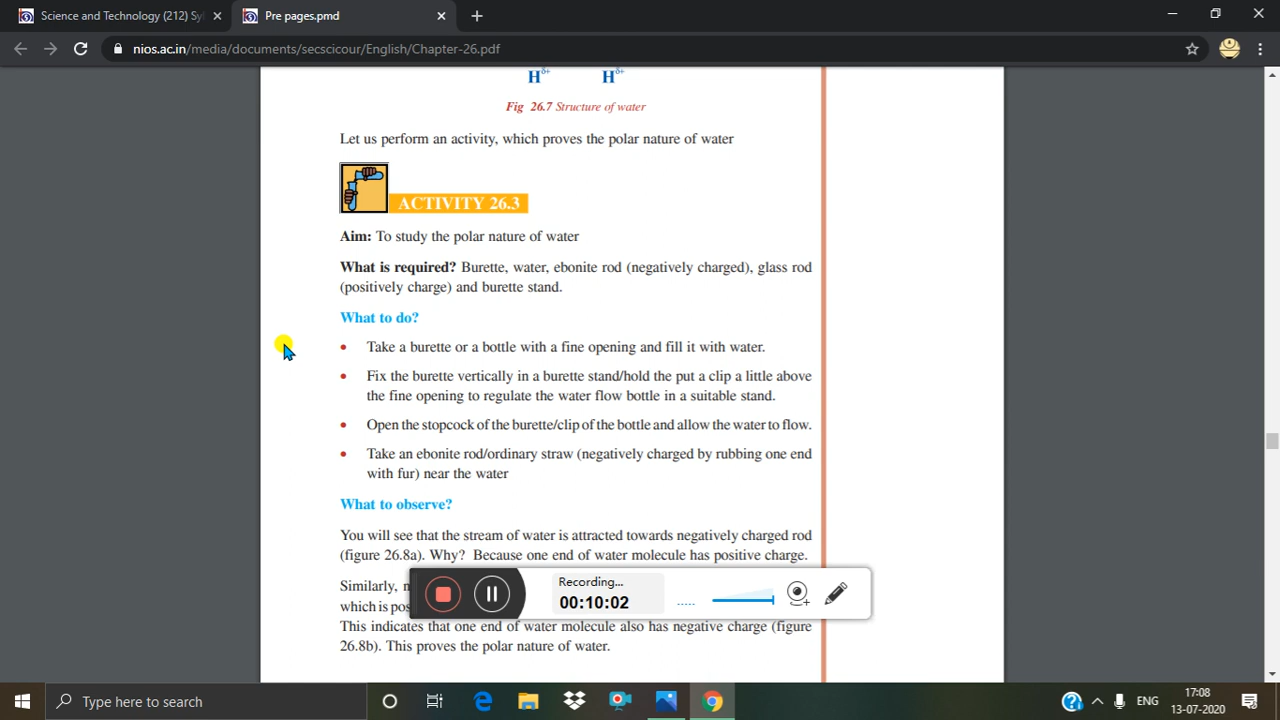 Science and Technology (212) Syl
Pre pages.pmd
nios.ac.in/media/documents/secscicour/English/Chapter-26.pdf
Hδ+ Hδ+
Fig 26.7 Structure of water
Let us perform an activity, which proves the polar nature of water
ACTIVITY 26.3
Aim: To study the polar nature of water
What is required? Burette, water, ebonite rod (negatively charged), glass rod
(positively charge) and burette stand.
What to do?
• Take a burette or a bottle with a fine opening and fill it with water.
• Fix the burette vertically in a burette stand/hold the put a clip a little above
the fine opening to regulate the water flow bottle in a suitable stand.
• Open the stopcock of the burette/clip of the bottle and allow the water to flow.
• Take an ebonite rod/ordinary straw (negatively charged by rubbing one end
with fur) near the water
What to observe?
You will see that the stream of water is attracted towards negatively charged rod
(figure 26.8a). Why? Because one end of water molecule has positive charge.
Similarly,
which is
Recording...
00:10:02
This indicates that one end of water molecule also has negative charge (figure
26.8b). This proves the polar nature of water.
Type here to search
ENG
17:08
13-07-2020